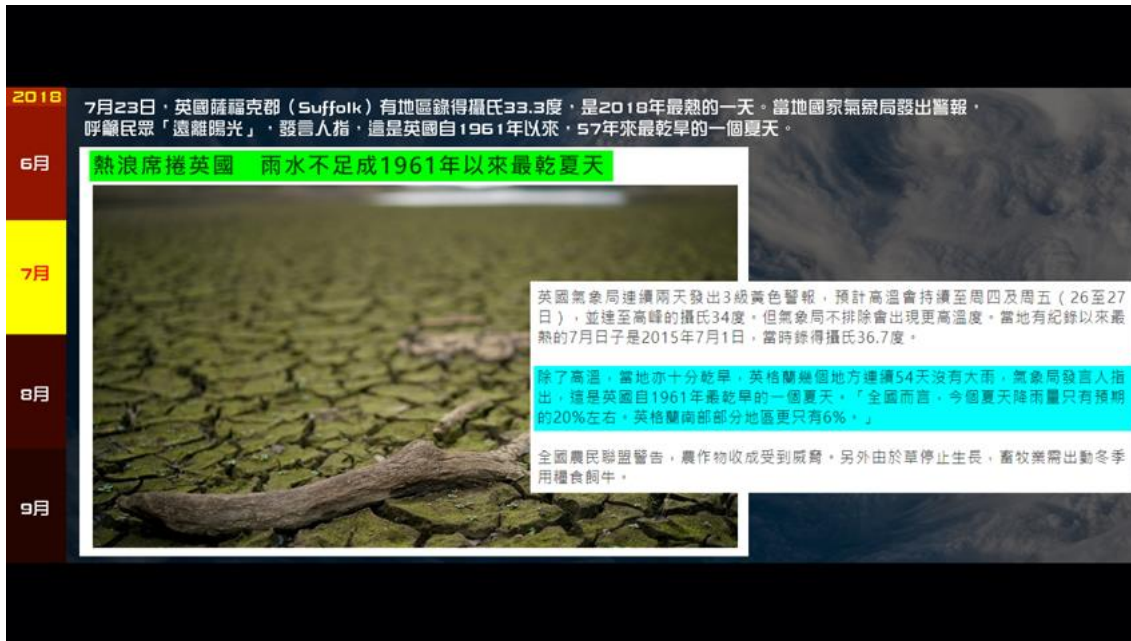 2018
6月
7月
8月
9月
7月23日，英國薩福克郡（Suffolk）有地區錄得攝氏33.3度，是2018年最熱的一天。當地國家氣象局發出警報，
呼籲民眾「遠離陽光」，發言人指，這是英國自1961年以來，57年來最乾旱的一個夏天。
熱浪席捲英國　雨水不足成1961年以來最乾夏天
英國氣象局連續兩天發出3級黃色警報，預計高溫會持續至周四及周五（26至27
日），並達至高峰的攝氏34度。但氣象局不排除會出現更高溫度。當地有紀錄以來最
熱的7月日子是2015年7月1日，當時錄得攝氏36.7度。
除了高溫，當地亦十分乾旱，英格蘭幾個地方連續54天沒有大雨，氣象局發言人指
出，這是英國自1961年最乾旱的一個夏天。「全國而言，今個夏天降雨量只有預期
的20%左右。英格蘭南部部分地區更只有6%。」
全國農民聯盟警告，農作物收成受到威脅。另外由於草停止生長，畜牧業需出動冬季
用糧食飼牛。